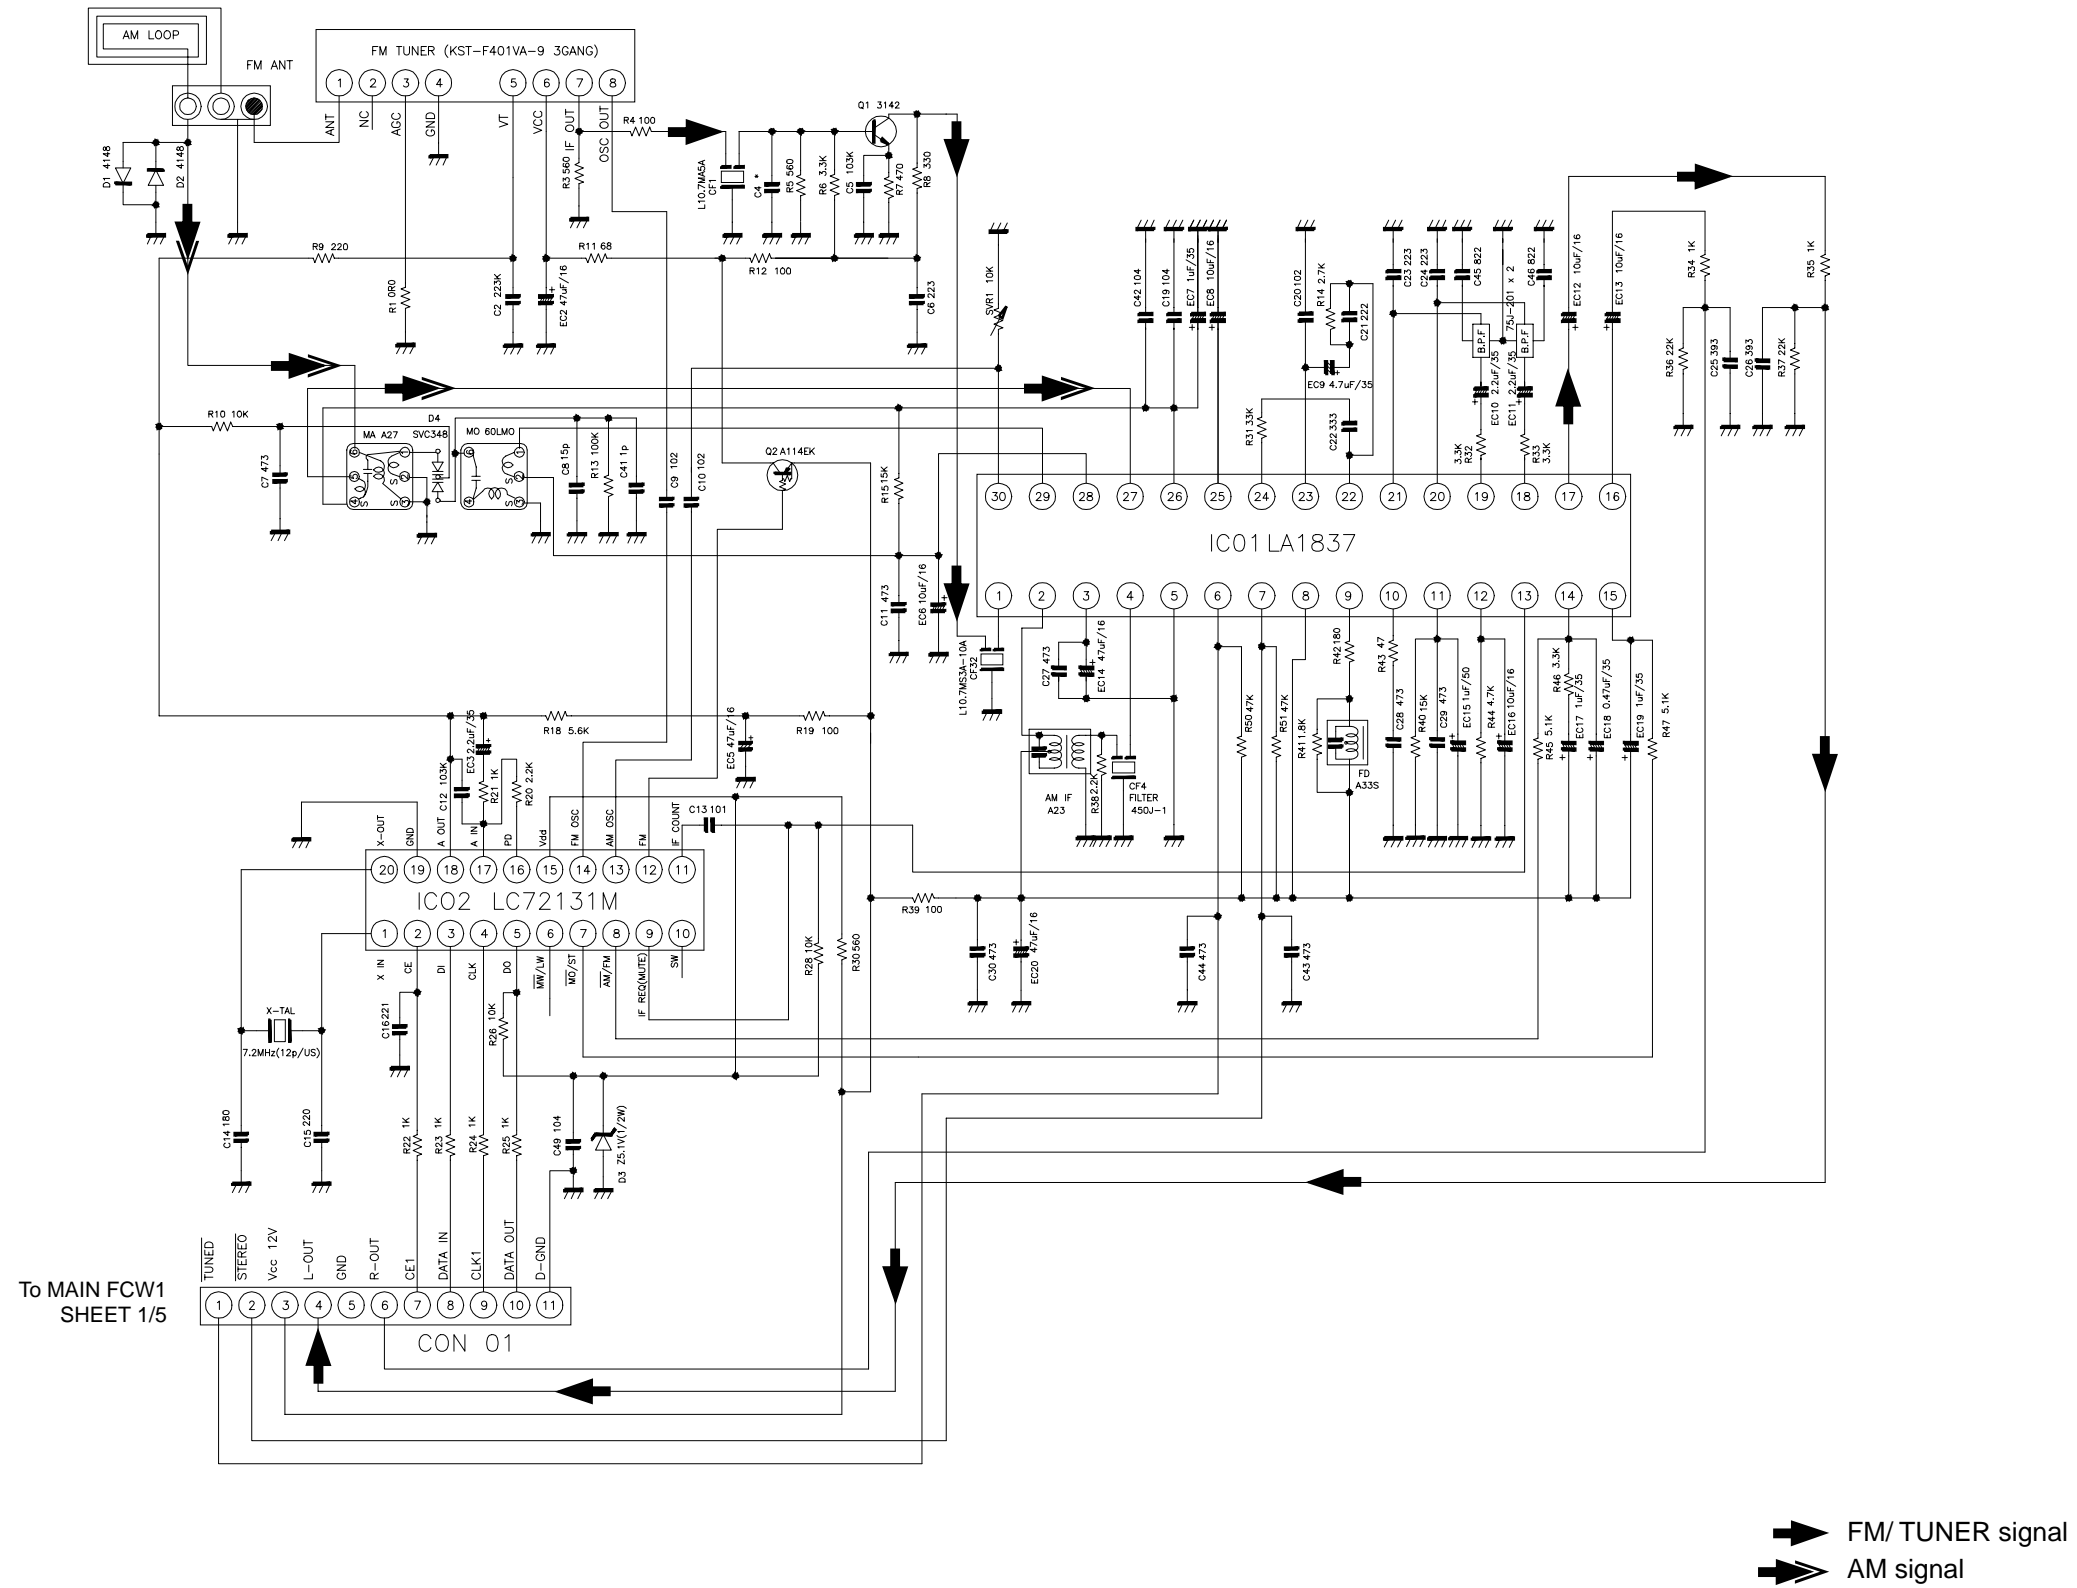 AM LOOP
FM ANT
FM TUNER (KST-F401VA-9 3GANG)
1 2 3 4 5 6 7 8
ANT NC AGC GND VT VCC IF OUT OSC OUT
D1 4148
D2 4148
R3 560
R4 100
L10.7MA5A
CF1
C4 *
R5 560
R6 3.3K
C5 103K
Q1 3142
R7 470
R8 330
R9 220
R1 0R0
C2 223K
EC2 47uF/16
R11 68
R12 100
C6 223
SVR1 10K
C42 104
C19 104
EC7 1uF/35
EC8 10uF/16
C20 102
R14 2.7K
C21 222
EC9 4.7uF/35
C23 223
C24 223
C45 822
75J-201 x 2
C46 822
B.P.F
B.P.F
EC10 2.2uF/35
EC11 2.2uF/35
EC12 10uF/16
EC13 10uF/16
R34 1K
R35 1K
R36 22K
C25 393
C26 393
R37 22K
R10 10K
C7 473
MA A27
D4
SVC348
MO 60LMO
6 1 5 2 4 3 S S S
6 1 2 4 3 S S
C8 15p
R13 100K
C41 1p
C9 102
C10 102
Q2 A114EK
R15 15K
R31 33K
C22 333
3.3K
R32
R33
3.3K
30 29 28 27 26 25 24 23 22 21 20 19 18 17 16
IC01 LA1837
1 2 3 4 5 6 7 8 9 10 11 12 13 14 15
C11 473
EC6 10uF/16
L10.7MS3A-10A
CF32
C27 473
EC14 47uF/16
AM IF
A23
R38 2.2K
CF4
FILTER
450J-1
R50 47K
R51 47K
R42 180
R41 1.8K
FD
A33S
R43 47
C28 473
R40 15K
C29 473
EC15 1uF/50
R44 4.7K
EC16 10uF/16
R45 5.1K
R46 3.3K
EC17 1uF/35
EC18 0.47uF/35
EC19 1uF/35
R47 5.1K
R18 5.6K
EC5 47uF/16
R19 100
C12 103K
EC3 2.2uF/35
R21 1K
R20 2.2K
C13 101
X-OUT GND A OUT A IN PD Vdd FM OSC AM OSC FM IF COUNT
20 19 18 17 16 15 14 13 12 11
IC02 LC72131M
1 2 3 4 5 6 7 8 9 10
X IN CE DI CLK DO MW/LW MO/ST AM/FM IF REQ(MUTE) SW
R39 100
C30 473
EC20 47uF/16
C44 473
C43 473
R28 10K
R30 560
X-TAL
7.2MHz(12p/US)
C16 221
R26 10K
C14 180
C15 220
R22 1K
R23 1K
R24 1K
R25 1K
C49 104
D3 Z5.1V(1/2W)
TUNED STEREO Vcc 12V L-OUT GND R-OUT CE1 DATA IN CLK1 DATA OUT D-GND
To MAIN FCW1
SHEET 1/5
1 2 3 4 5 6 7 8 9 10 11
CON 01
FM/ TUNER signal
AM signal